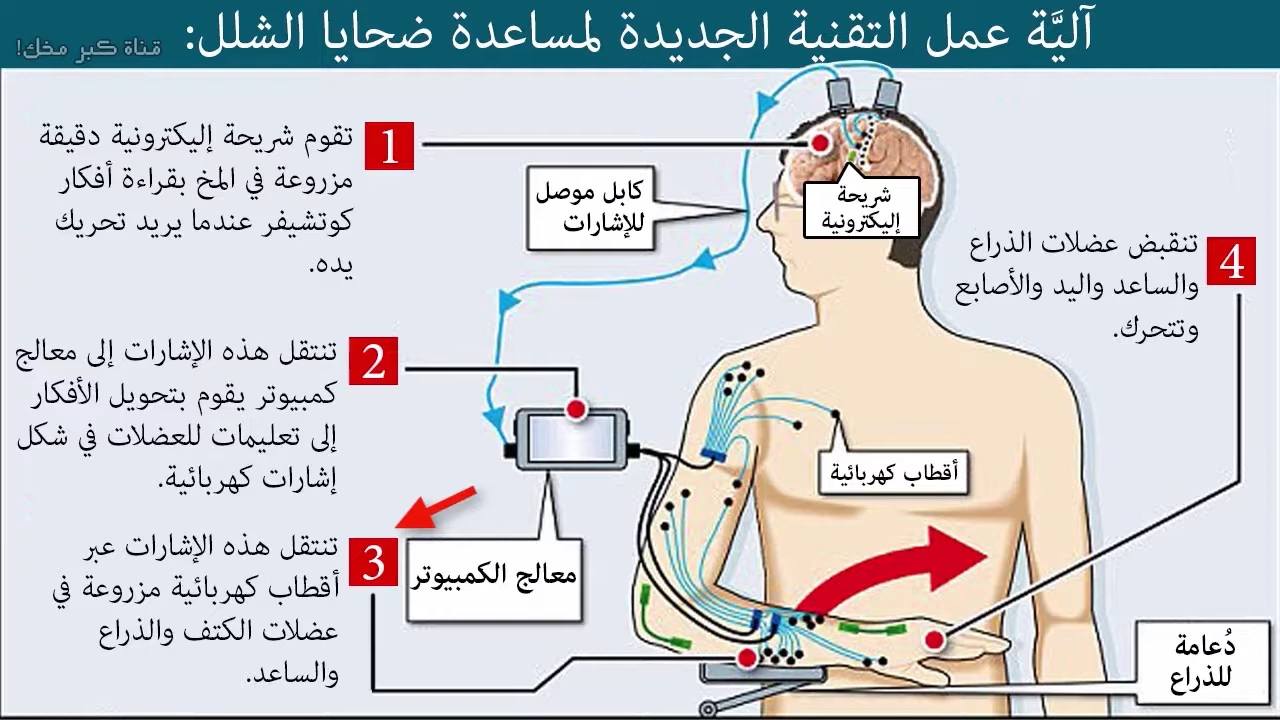 آليَّة عمل التقنية الجديدة لمساعدة ضحايا الشلل:
قناة كبر مخك!
1
تقوم شريحة إليكترونية دقيقة
مزروعة في المخ بقراءة أفكار
كوتشيفر عندما يريد تحريك
يده.
كابل موصل
للإشارات
شريحة
إليكترونية
2
تنتقل هذه الإشارات إلى معالج
كمبيوتر يقوم بتحويل الأفكار
إلى تعليمات للعضلات في شكل
إشارات كهربائية.
معالج الكمبيوتر
3
تنتقل هذه الإشارات عبر
أقطاب كهربائية مزروعة في
عضلات الكتف والذراع
والساعد.
أقطاب كهربائية
4
تنقبض عضلات الذراع
والساعد واليد والأصابع
وتتحرك.
دُعامة
للذراع